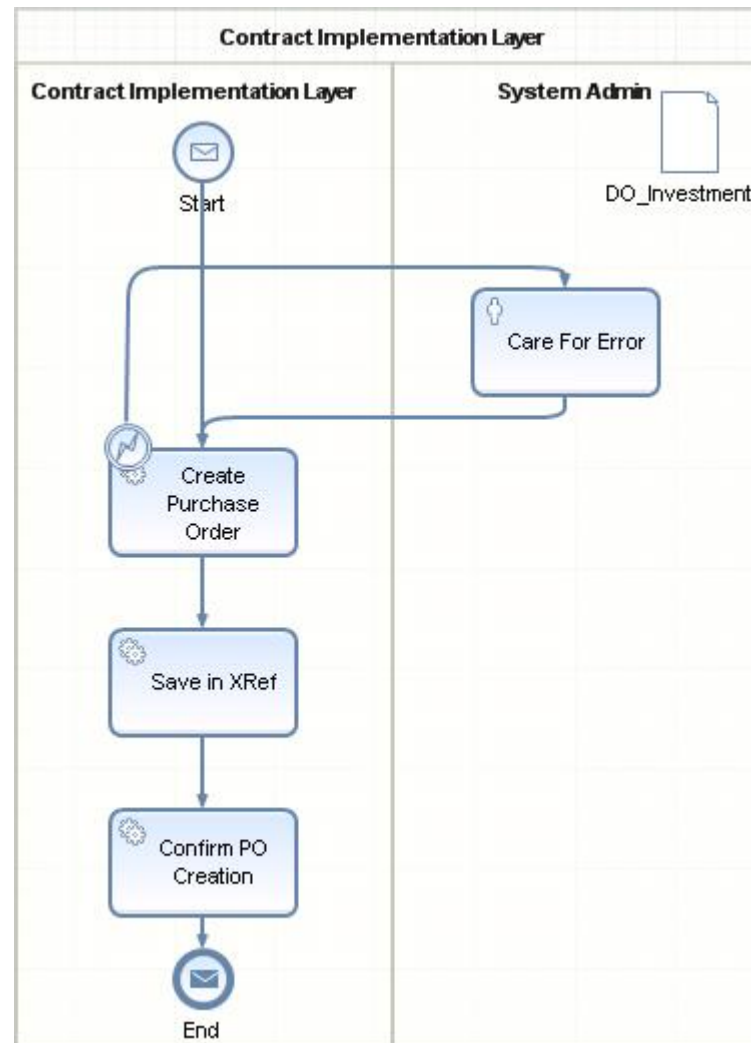 Contract Implementation Layer
Contract Implementation Layer
System Admin
Start
DO_Investment
Care For Error
Create
Purchase
Order
Save in XRef
Confirm PO
Creation
End